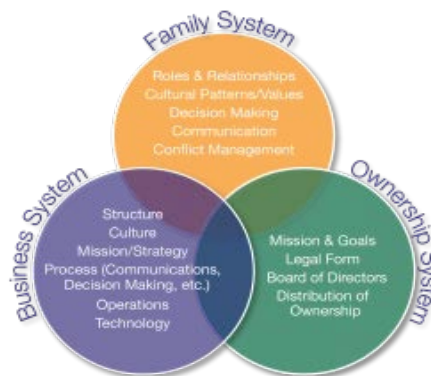 Family System
Roles & Relationships
Cultural Patterns/Values
Decision Making
Communication
Conflict Management
Business System
Structure
Culture
Mission/Strategy
Process (Communications,
Decision Making, etc.)
Operations
Technology
Ownership System
Mission & Goals
Legal Form
Board of Directors
Distribution of
Ownership